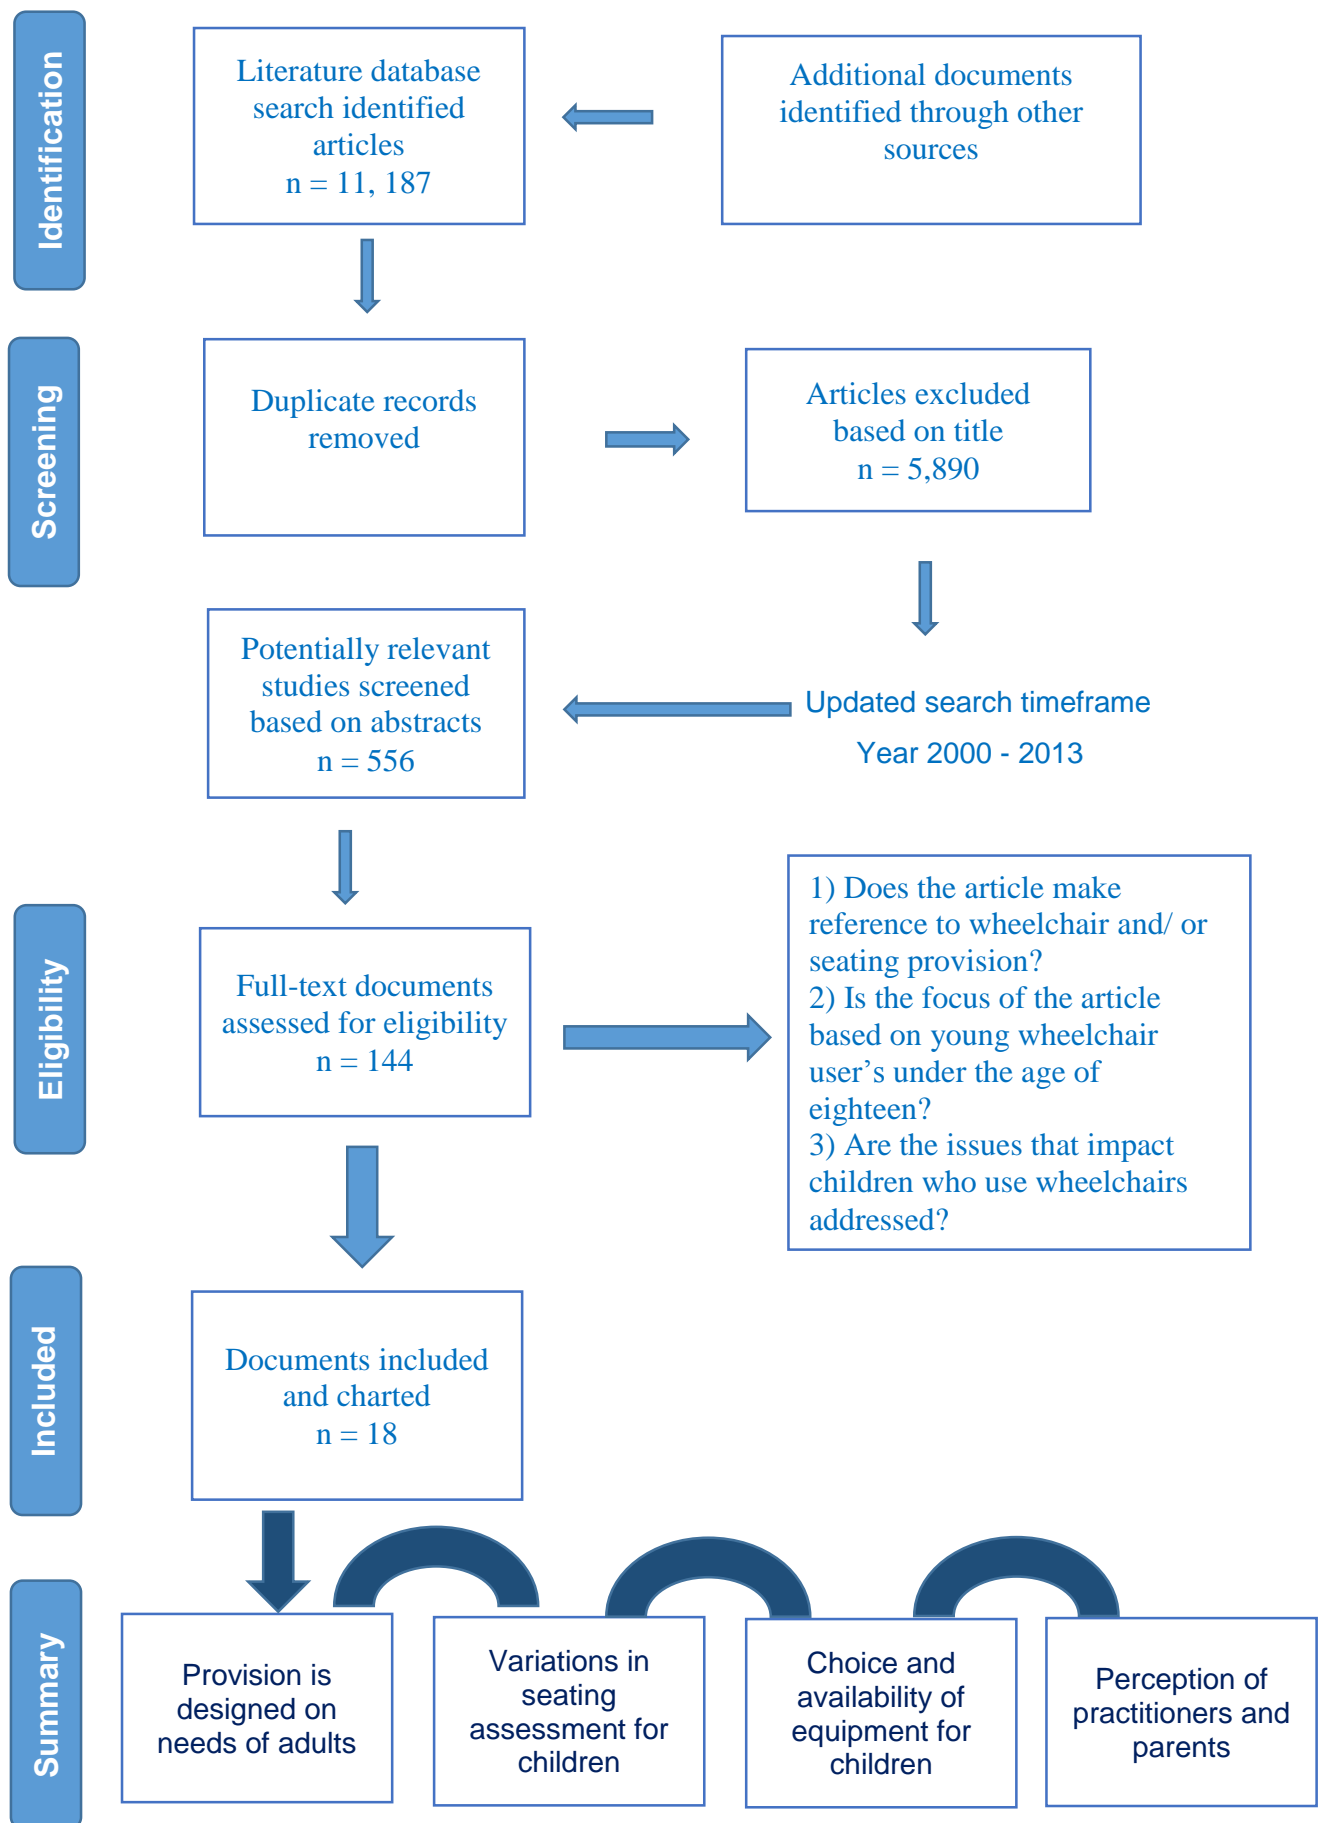 Identification
Literature database
search identified
articles
n = 11, 187
Additional documents
identified through other
sources
Screening
Duplicate records
removed
Articles excluded
based on title
n = 5,890
Potentially relevant
studies screened
based on abstracts
n = 556
Updated search timeframe
Year 2000 - 2013
Eligibility
Full-text documents
assessed for eligibility
n = 144
1) Does the article make
reference to wheelchair and/ or
seating provision?
2) Is the focus of the article
based on young wheelchair
user’s under the age of
eighteen?
3) Are the issues that impact
children who use wheelchairs
addressed?
Included
Documents included
and charted
n = 18
Summary
Provision is
designed on
needs of adults
Variations in
seating
assessment for
children
Choice and
availability of
equipment for
children
Perception of
practitioners and
parents